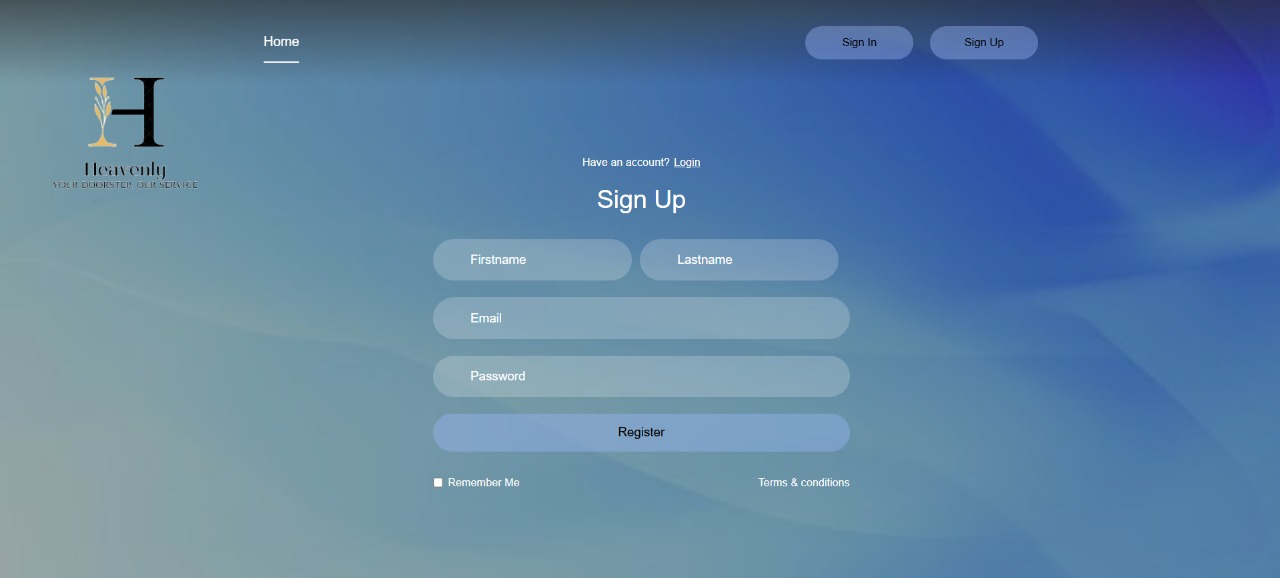 Home
Sign In
Sign Up
H
Heavenly
YOUR DOORSTEP, OUR SERVICE
Have an account? Login
Sign Up
Firstname
Lastname
Email
Password
Register
Remember Me
Terms & conditions